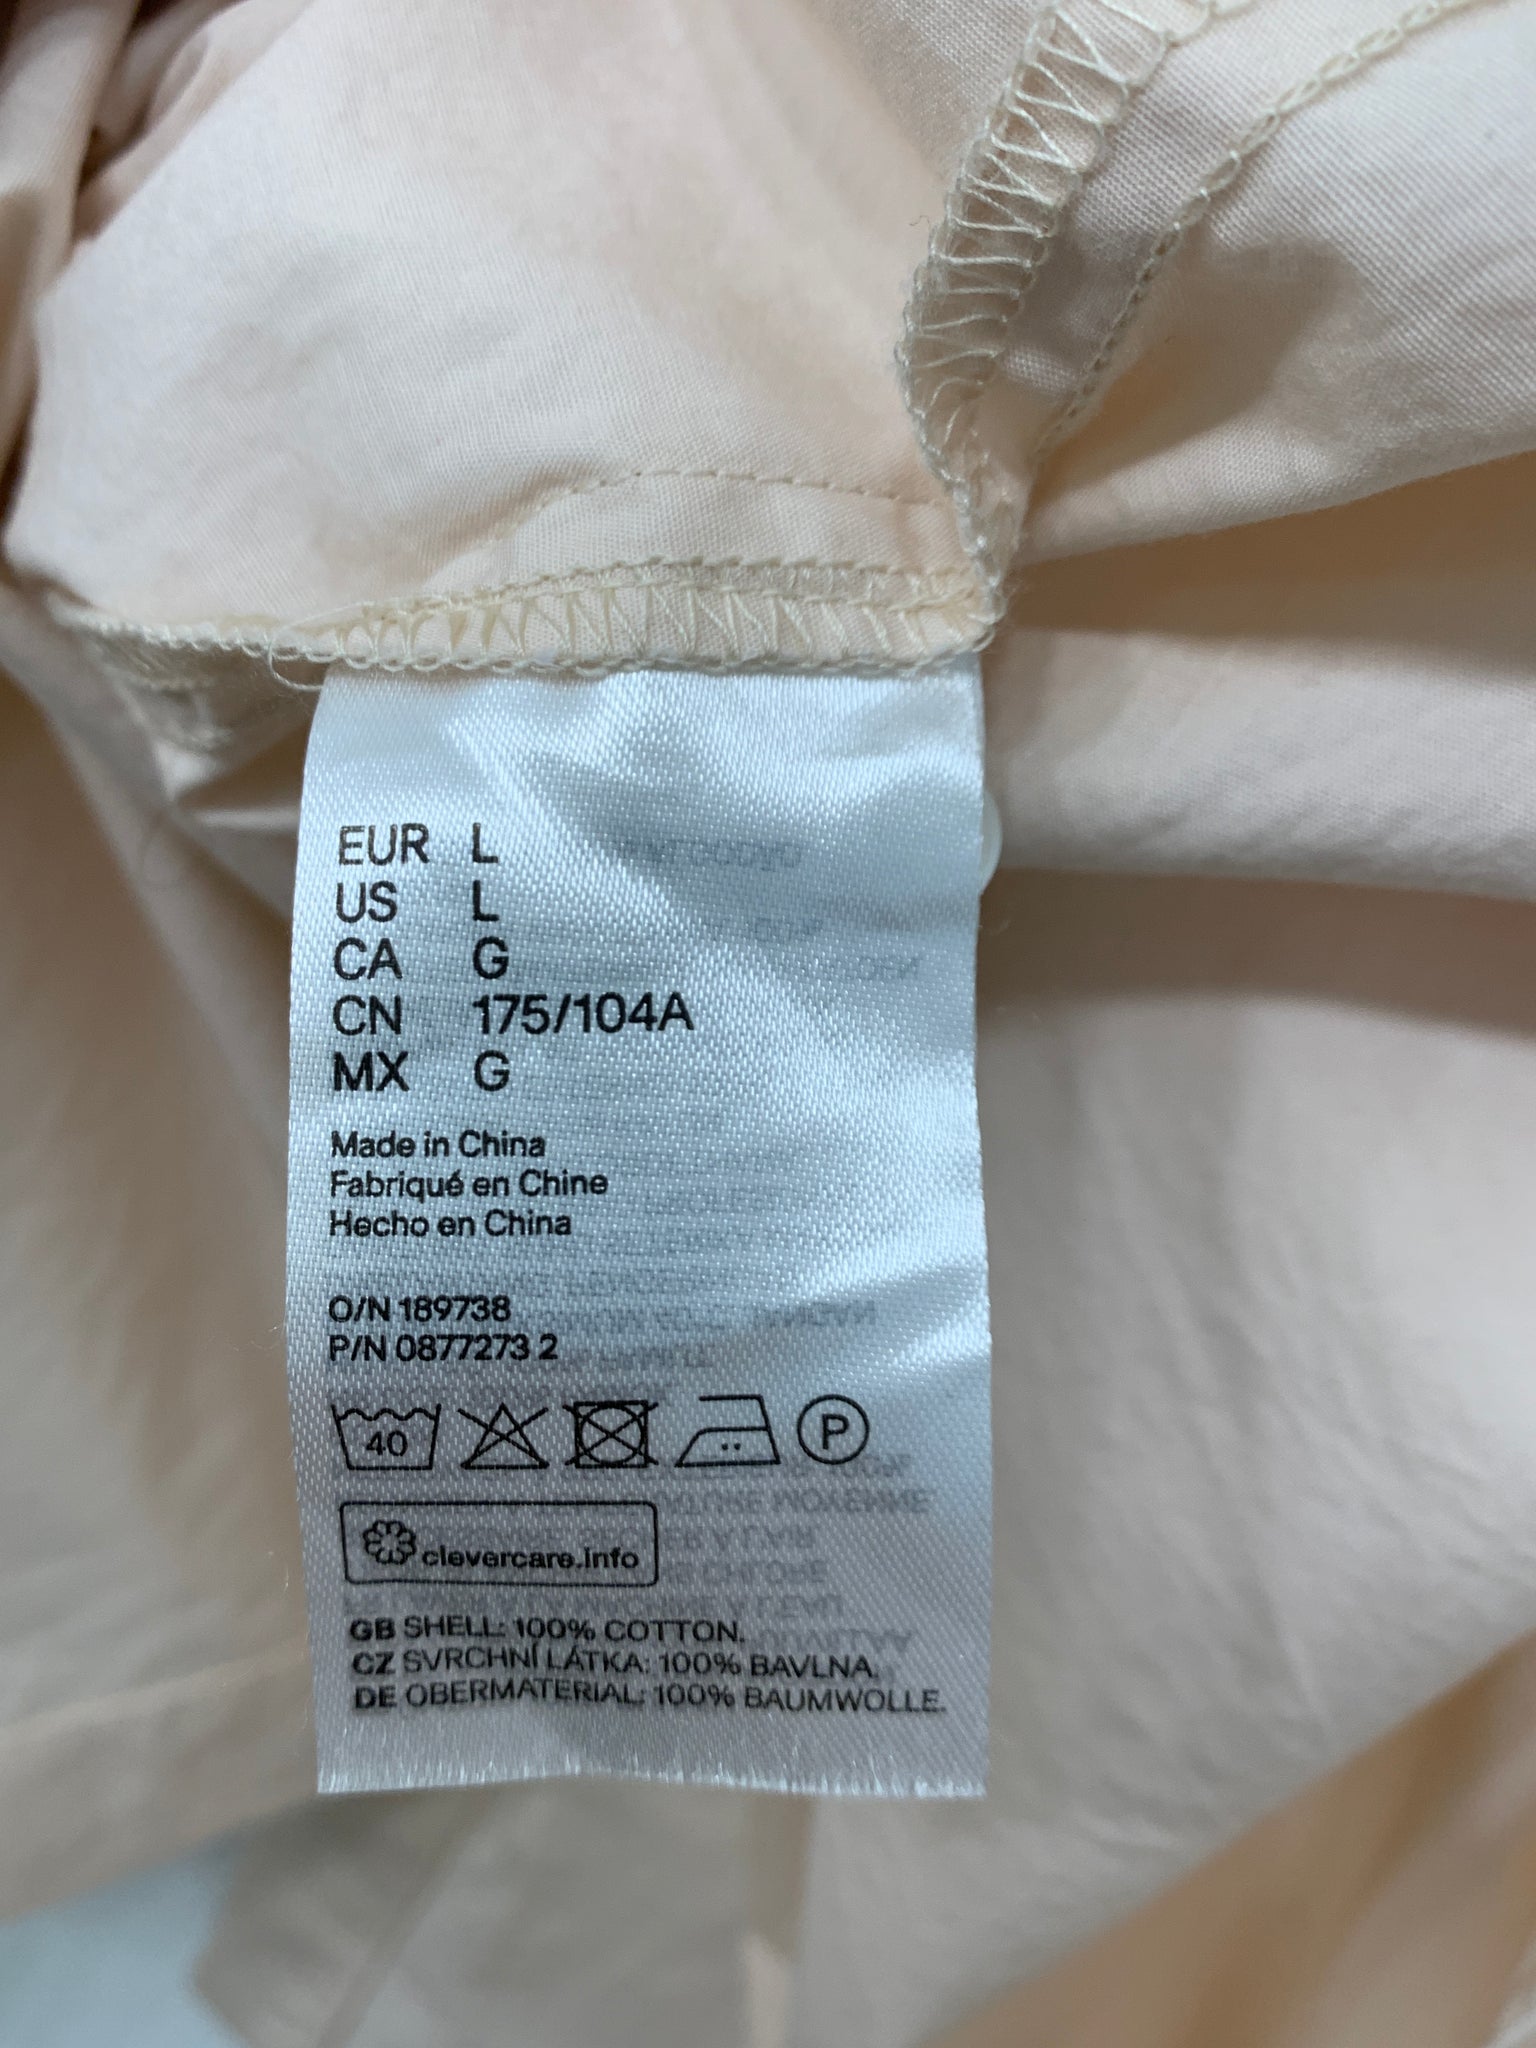 EUR L
US L
CA G
CN 175/104A
MX G
Made in China
Fabriqué en Chine
Hecho en China
O/N 189738
P/N 0877273 2
40 P
clevercare.info
GB SHELL: 100% COTTON.
CZ SVRCHNÍ LÁTKA: 100% BAVLNA.
DE OBERMATERIAL: 100% BAUMWOLLE.